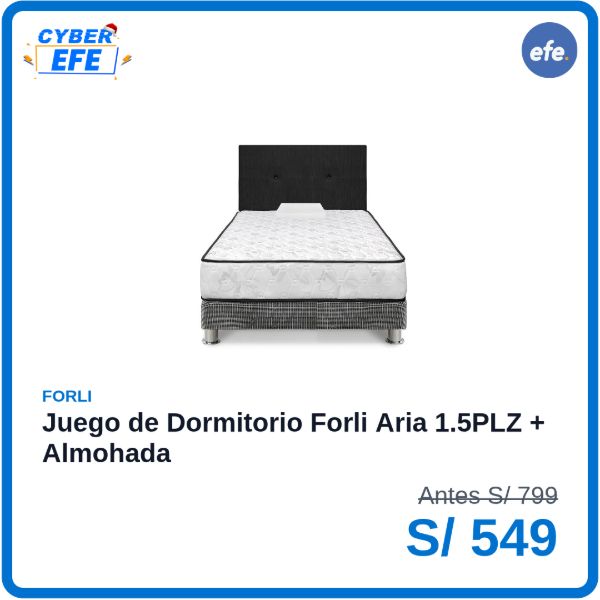 CYBER
EFE
efe.
FORLI
Juego de Dormitorio Forli Aria 1.5PLZ +
Almohada
Antes S/ 799
S/ 549